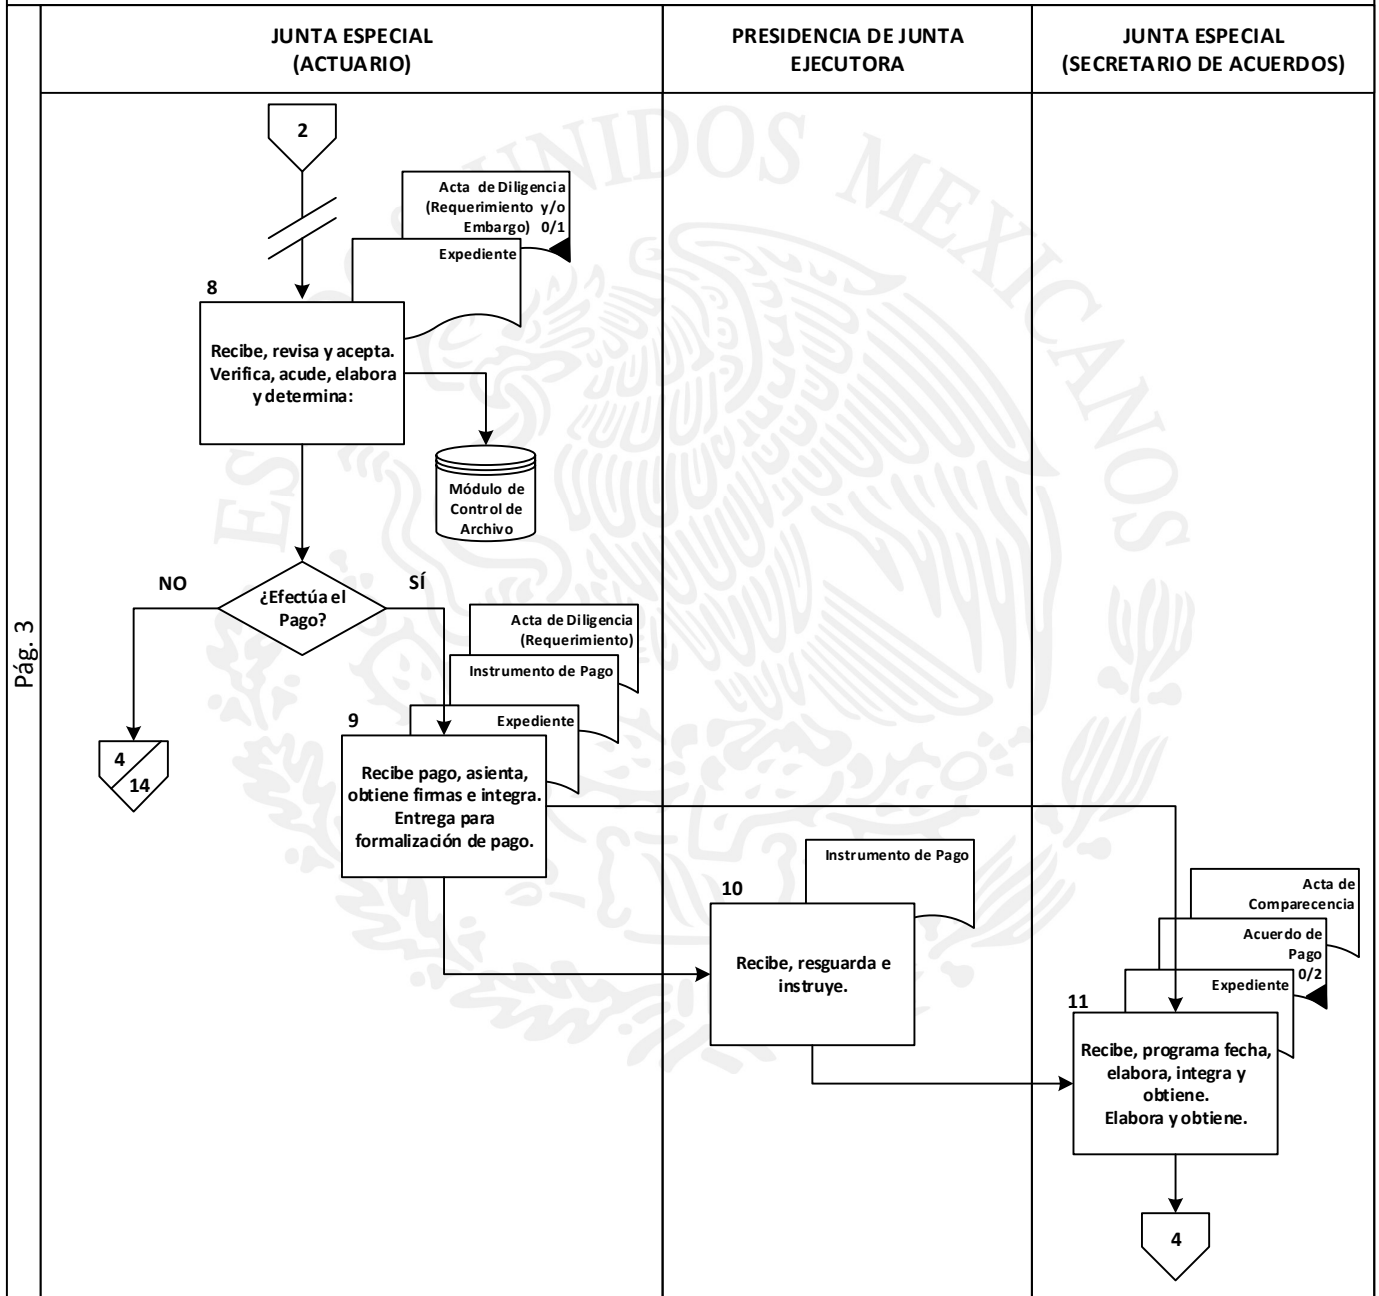 JUNTA ESPECIAL
(ACTUARIO)
PRESIDENCIA DE JUNTA
EJECUTORA
JUNTA ESPECIAL
(SECRETARIO DE ACUERDOS)
Pág. 3
ESTADOS UNIDOS MEXICANOS
2
Acta de Diligencia
(Requerimiento y/o
Embargo) 0/1
Expediente
8
Recibe, revisa y acepta.
Verifica, acude, elabora
y determina:
Módulo de
Control de
Archivo
NO
¿Efectúa el
Pago?
SÍ
4
14
Acta de Diligencia
(Requerimiento)
Instrumento de Pago
Expediente
9
Recibe pago, asienta,
obtiene firmas e integra.
Entrega para
formalización de pago.
Instrumento de Pago
10
Recibe, resguarda e
instruye.
Acta de
Comparecencia
Acuerdo de
Pago
0/2
Expediente
11
Recibe, programa fecha,
elabora, integra y
obtiene.
Elabora y obtiene.
4